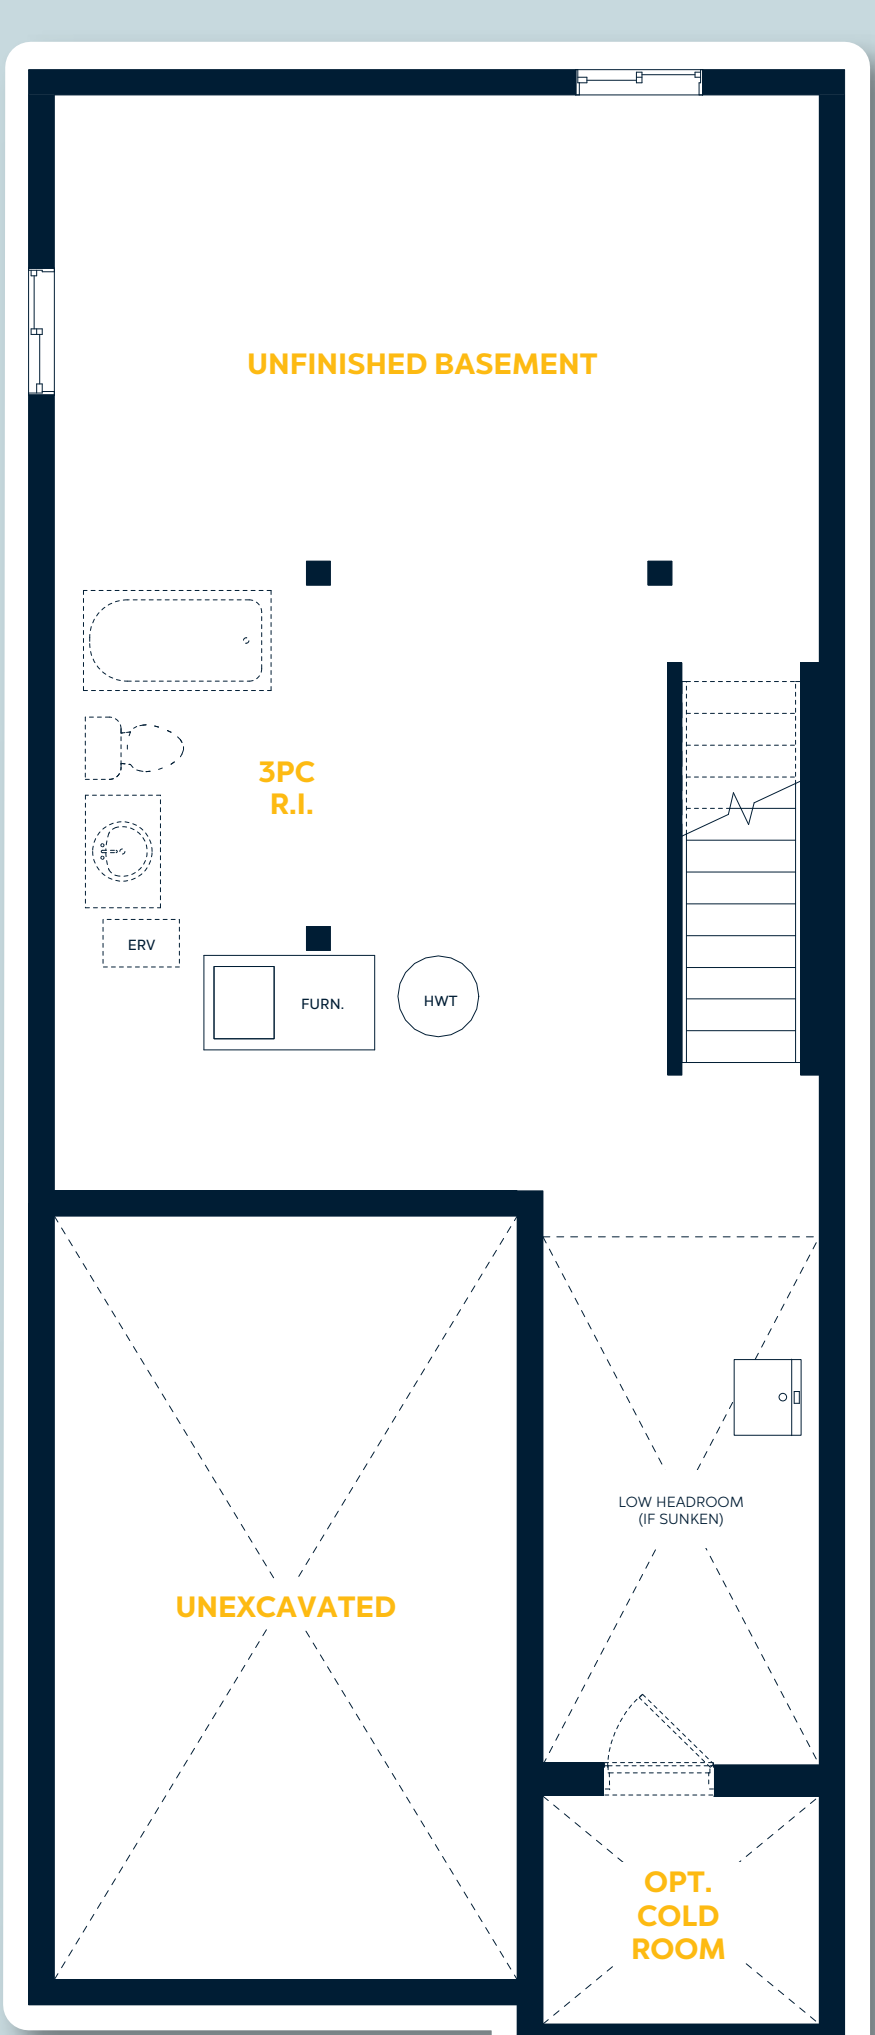 UNFINISHED BASEMENT
3PC
R.I.
ERV
FURN.
HWT
LOW HEADROOM
(IF SUNKEN)
UNEXCAVATED
OPT.
COLD
ROOM